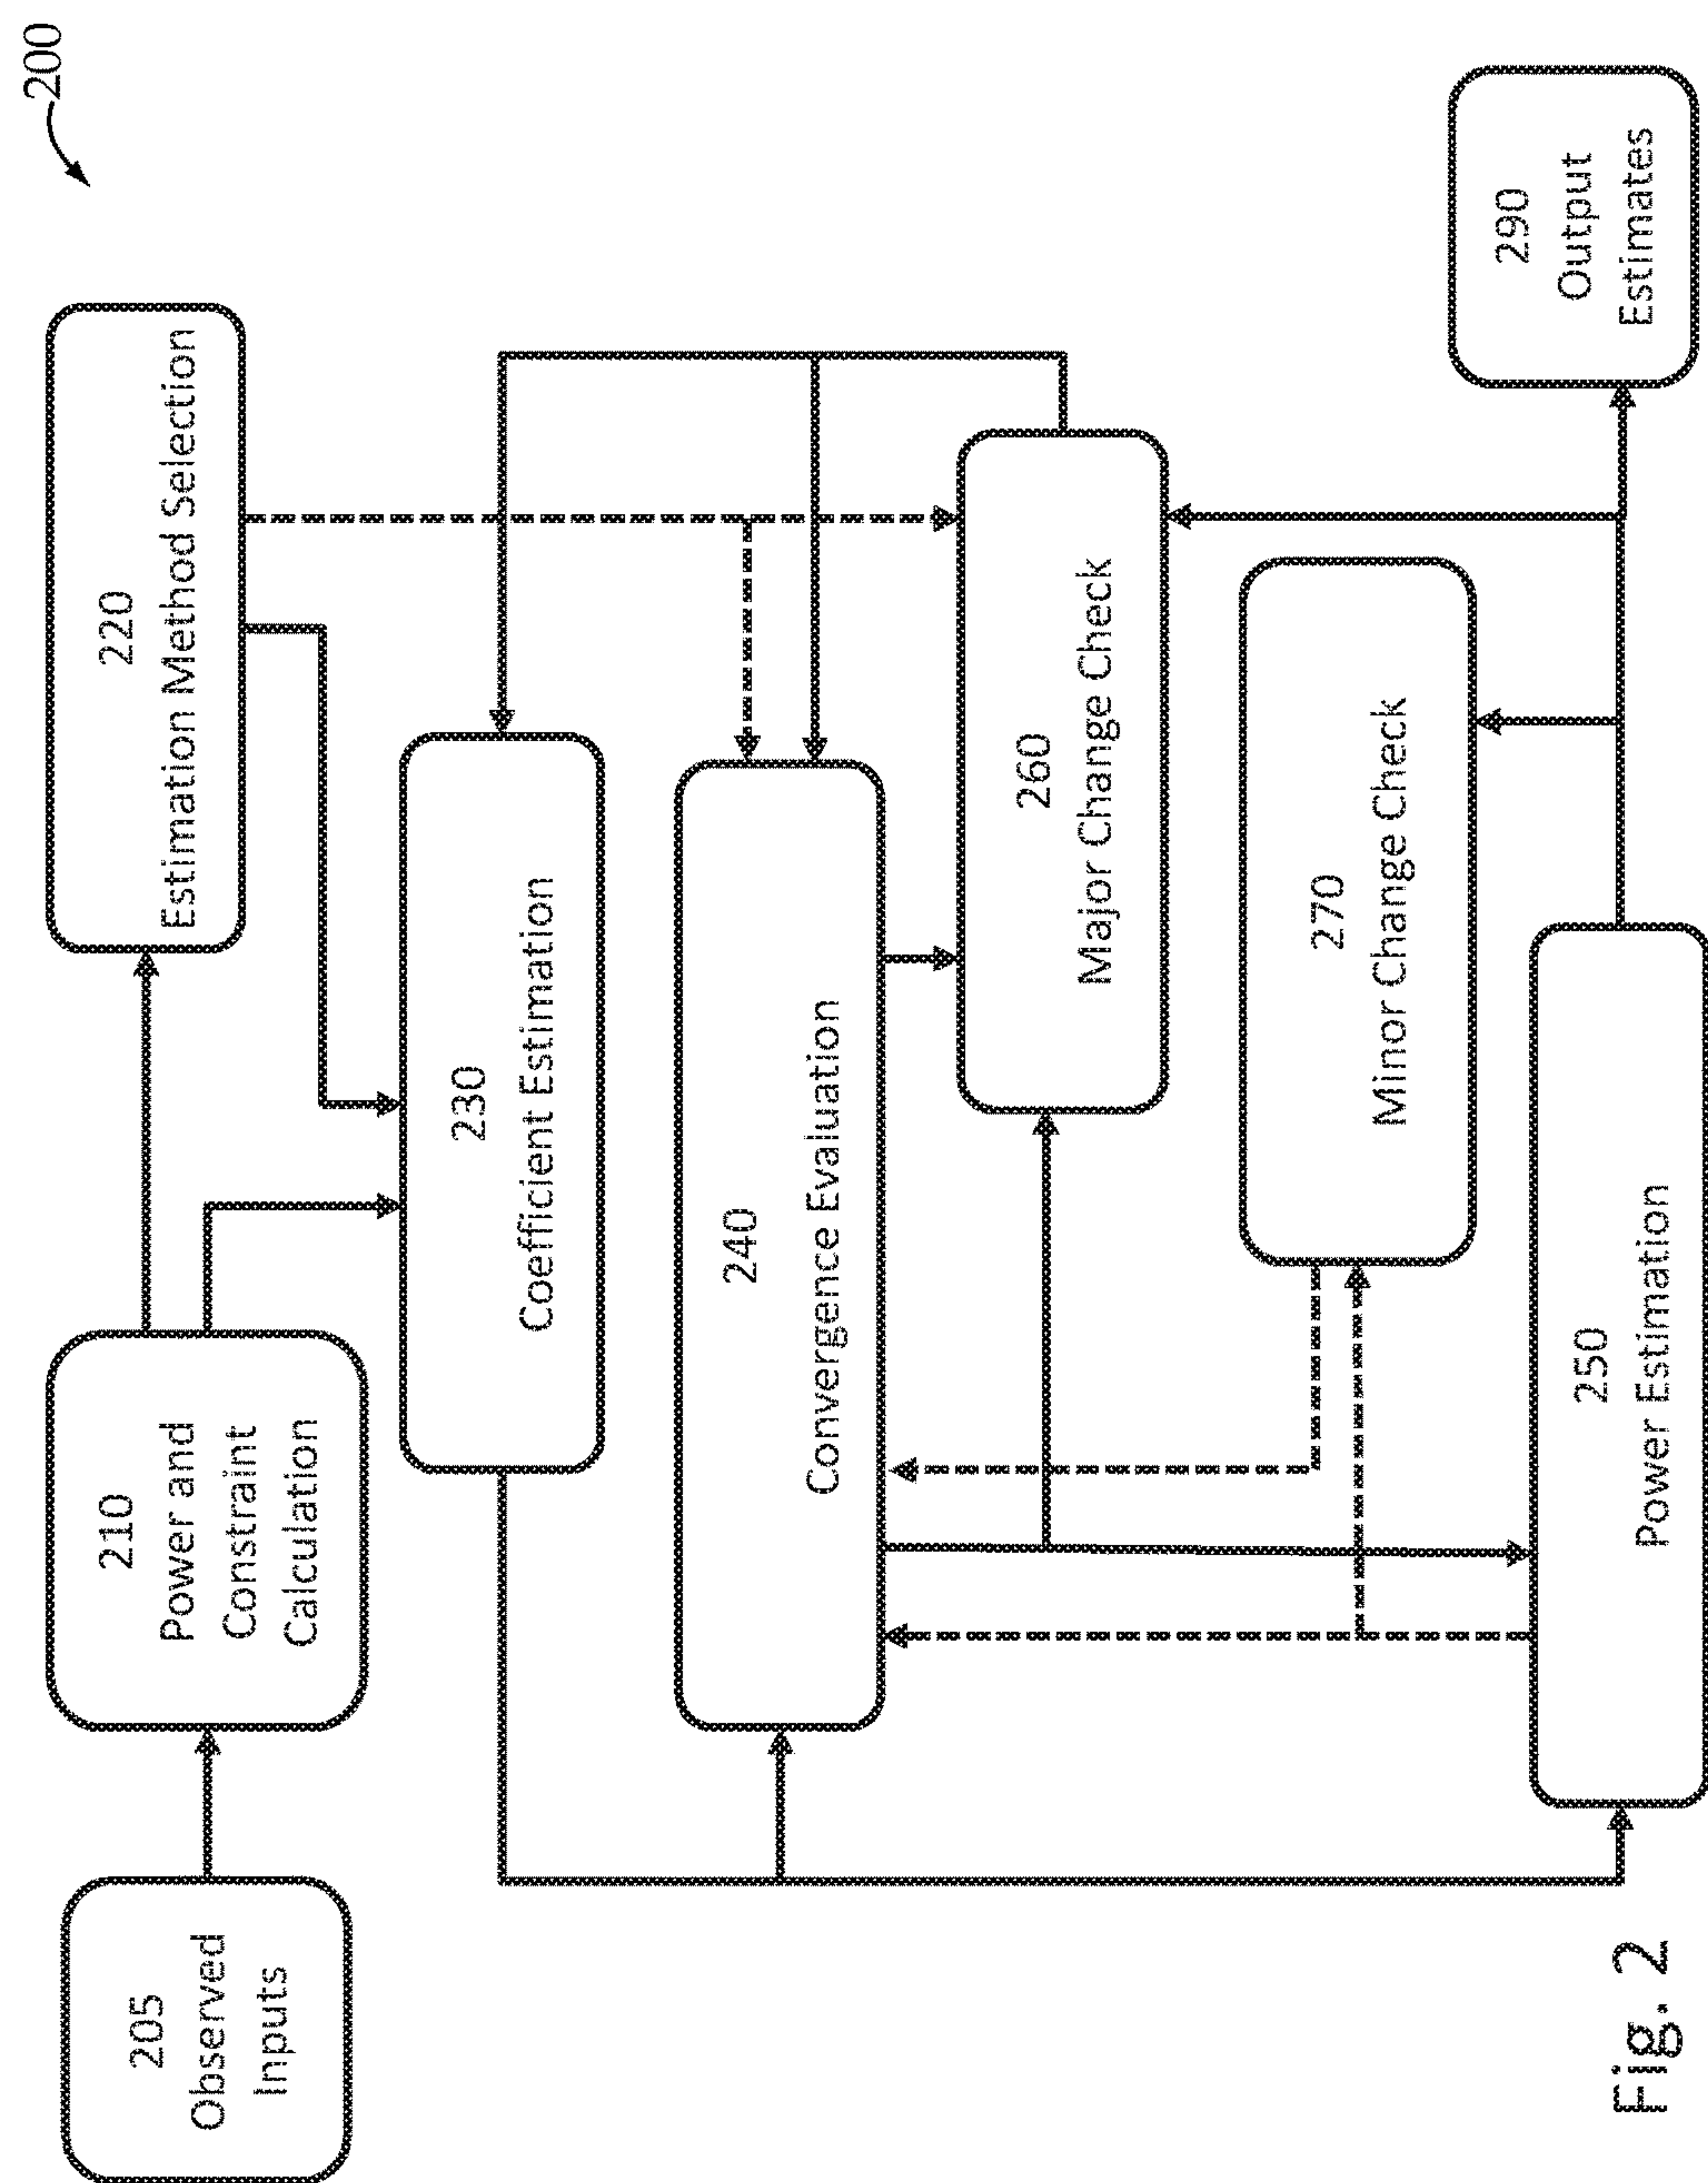 200
205
Observed
Inputs
210
Power and
Constraint
Calculation
220
Estimation Method Selection
230
Coefficient Estimation
240
Convergence Evaluation
260
Major Change Check
270
Minor Change Check
250
Power Estimation
290
Output
Estimates
Fig. 2